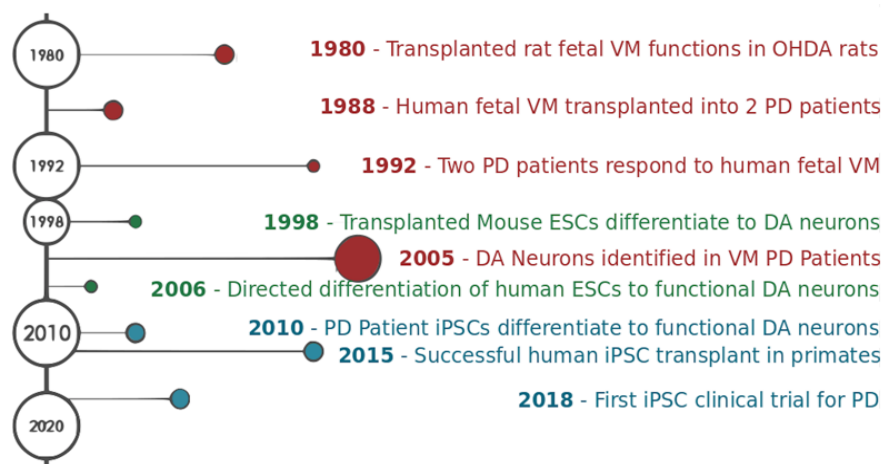 1980
1980 - Transplanted rat fetal VM functions in OHDA rats
1988 - Human fetal VM transplanted into 2 PD patients
1992
1992 - Two PD patients respond to human fetal VM
1998
1998 - Transplanted Mouse ESCs differentiate to DA neurons
2005 - DA Neurons identified in VM PD Patients
2006 - Directed differentiation of human ESCs to functional DA neurons
2010
2010 - PD Patient iPSCs differentiate to functional DA neurons
2015 - Successful human iPSC transplant in primates
2018 - First iPSC clinical trial for PD
2020